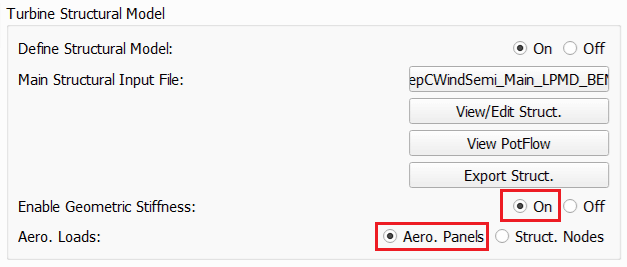 Turbine Structural Model
Define Structural Model: On Off
Main Structural Input File: epCWindSemi_Main_LPMD_BEM
View/Edit Struct.
View PotFlow
Export Struct.
Enable Geometric Stiffness: On Off
Aero. Loads: Aero. Panels Struct. Nodes